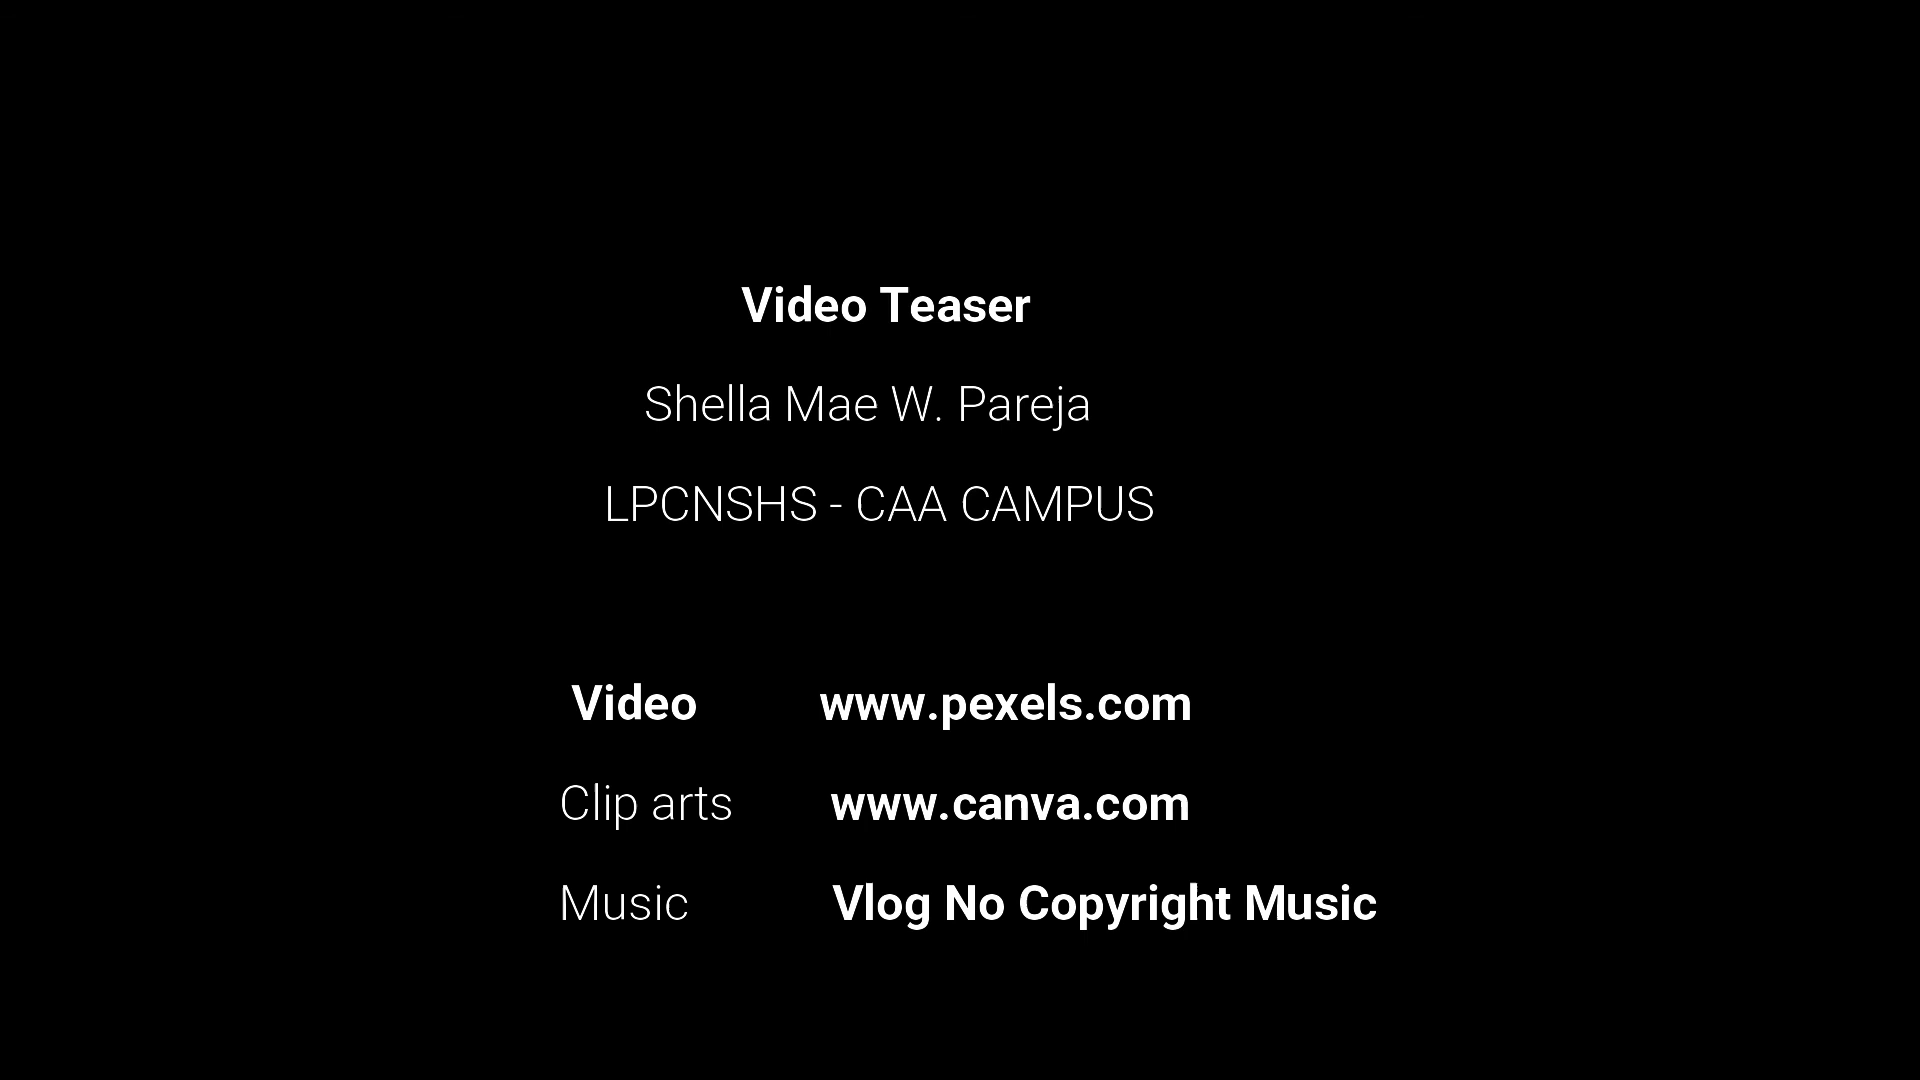 Video Teaser
Shella Mae W. Pareja
LPCNSHS - CAA CAMPUS
Video www.pexels.com
Clip arts www.canva.com
Music Vlog No Copyright Music